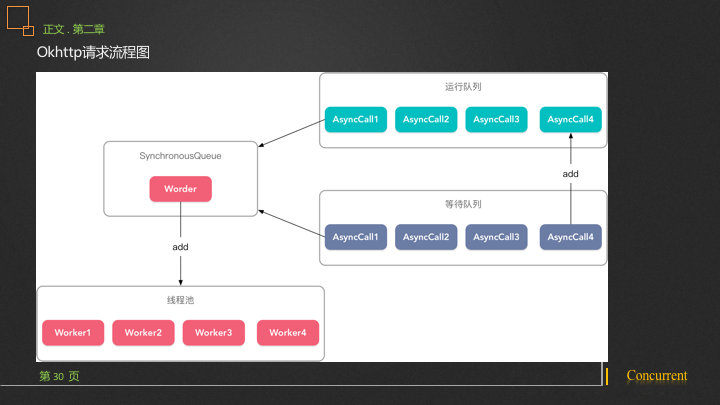 正文 . 第二章
Okhttp请求流程图
运行队列
AsyncCall1 AsyncCall2 AsyncCall3 AsyncCall4
SynchronousQueue
Worder
add
等待队列
AsyncCall1 AsyncCall2 AsyncCall3 AsyncCall4
add
线程池
Worker1 Worker2 Worker3 Worker4
第 30 页
Concurrent